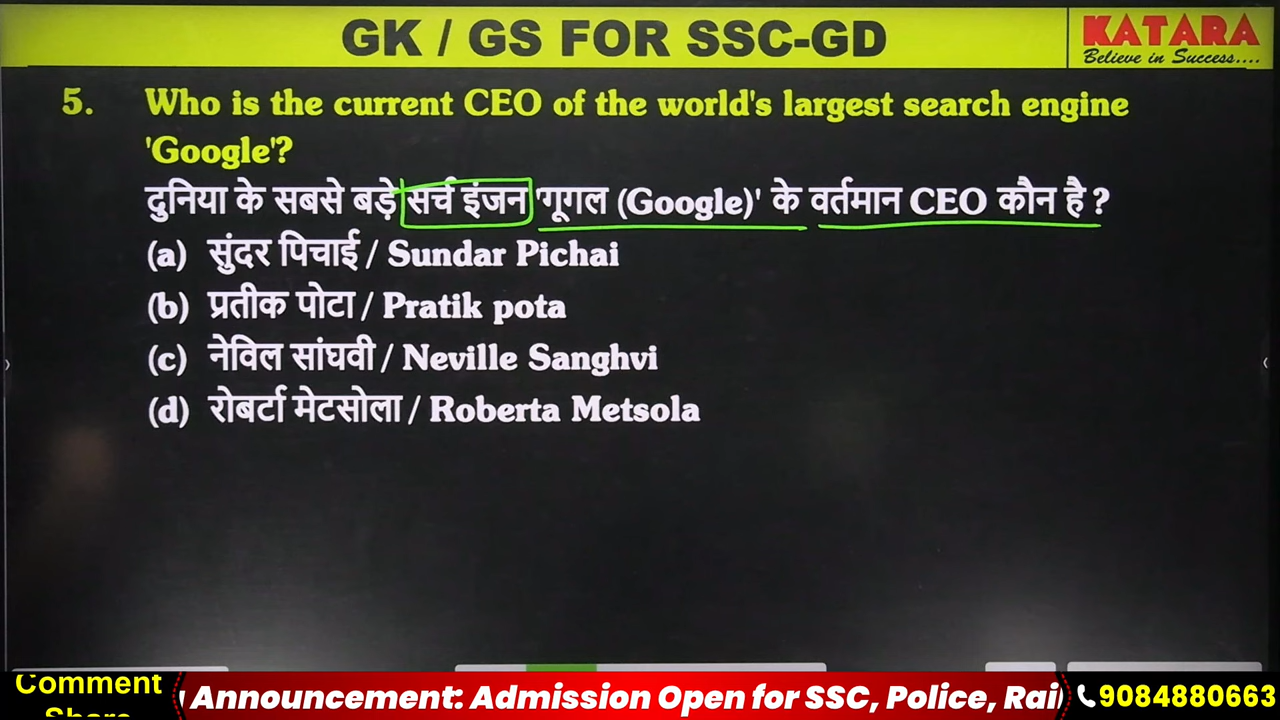 GK / GS FOR SSC-GD
KATARA
Believe in Success....
5. Who is the current CEO of the world's largest search engine
'Google'?
दुनिया के सबसे बड़े सर्च इंजन 'गूगल (Google)' के वर्तमान CEO कौन है ?
(a) सुंदर पिचाई / Sundar Pichai
(b) प्रतीक पोटा / Pratik pota
(c) नेविल सांघवी / Neville Sanghvi
(d) रोबर्टा मेटसोला / Roberta Metsola
Comment
Share
Announcement: Admission Open for SSC, Police, Rai
9084880663